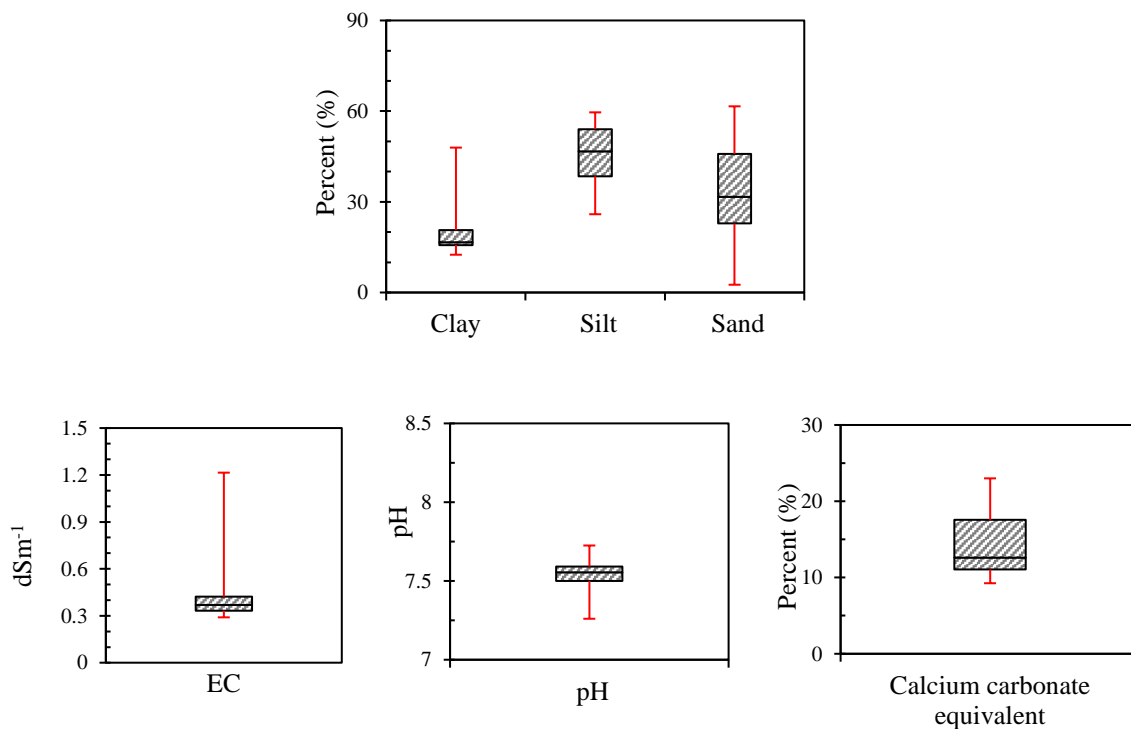 90
60
30
0
Percent (%)
Clay Silt Sand
1.5
1.2
0.9
0.6
0.3
0
dSm⁻¹
EC
8.5
8
7.5
7
pH
pH
30
20
10
0
Percent (%)
Calcium carbonate
equivalent